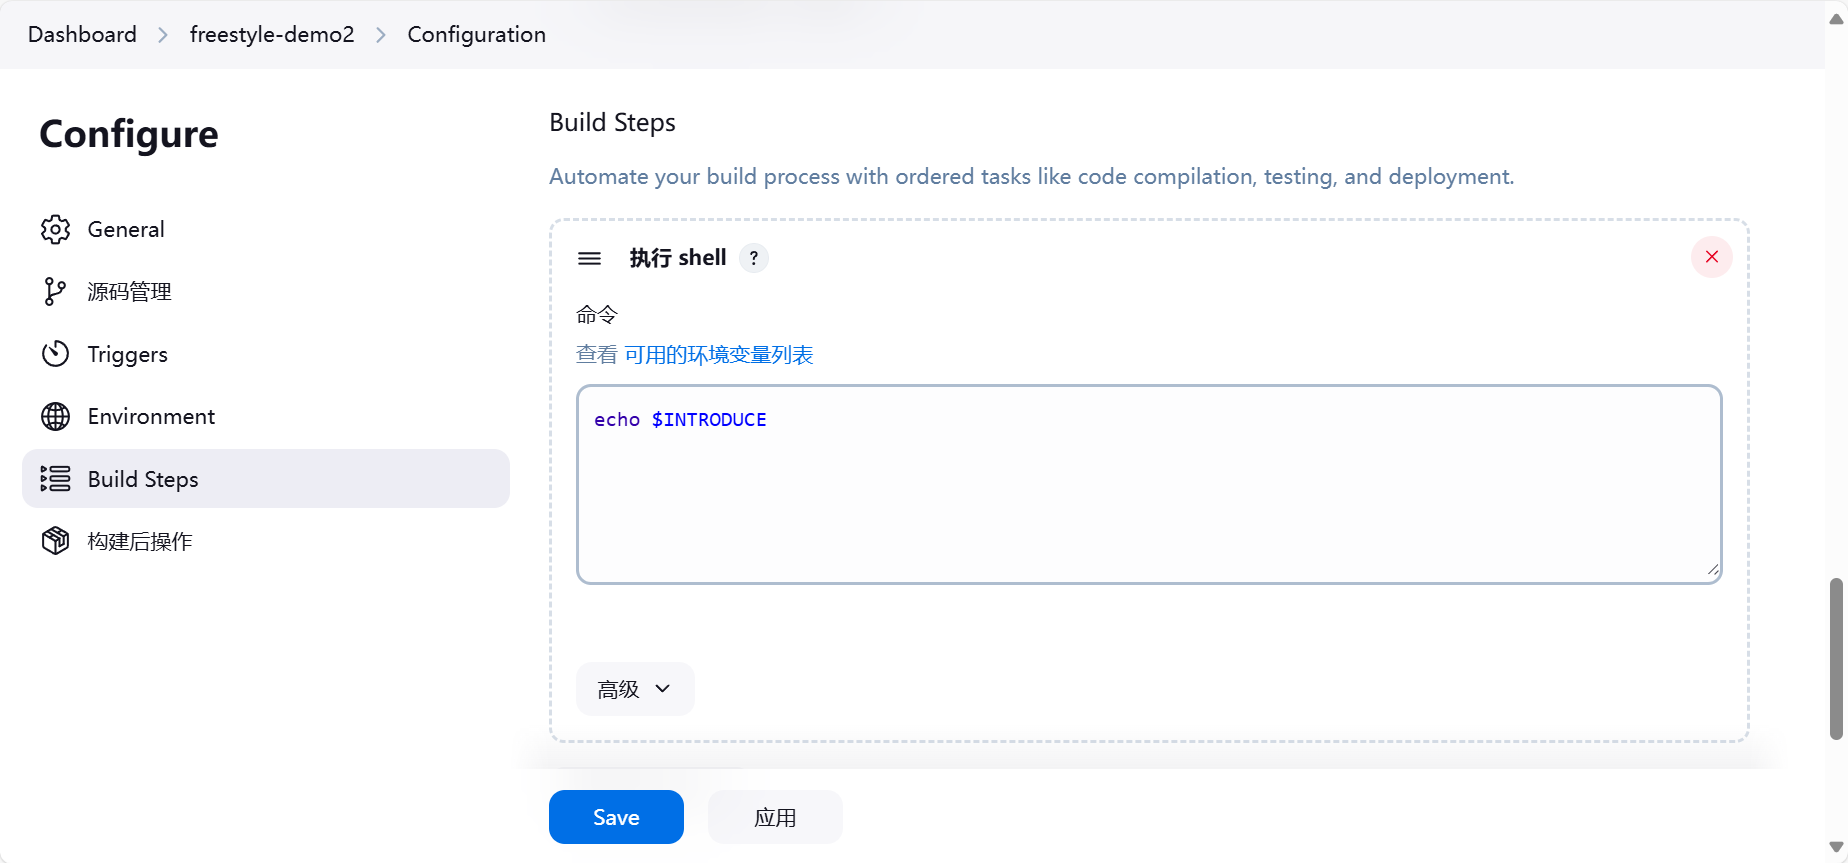 Dashboard > freestyle-demo2 > Configuration
Configure
General
源码管理
Triggers
Environment
Build Steps
构建后操作
Build Steps
Automate your build process with ordered tasks like code compilation, testing, and deployment.
执行 shell ?
命令
查看 可用的环境变量列表
echo $INTRODUCE
高级
Save
应用